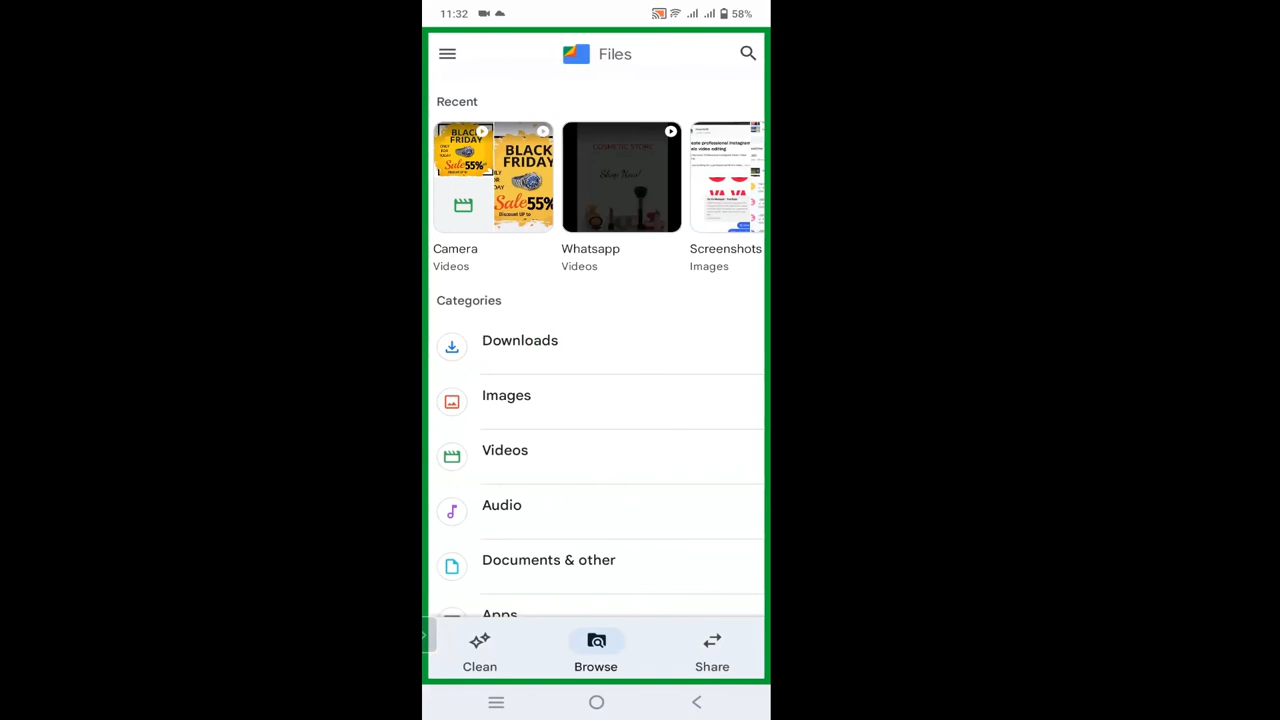 11:32
58%
Files
Recent
BLACK
FRIDAY
Sale 55%
BLACK
FRIDAY
Sale 55%
Discount UP to
COSMETIC STORE
Shop Now!
Camera
Videos
Whatsapp
Videos
Screenshots
Images
Categories
Downloads
Images
Videos
Audio
Documents & other
Apps
Clean
Browse
Share